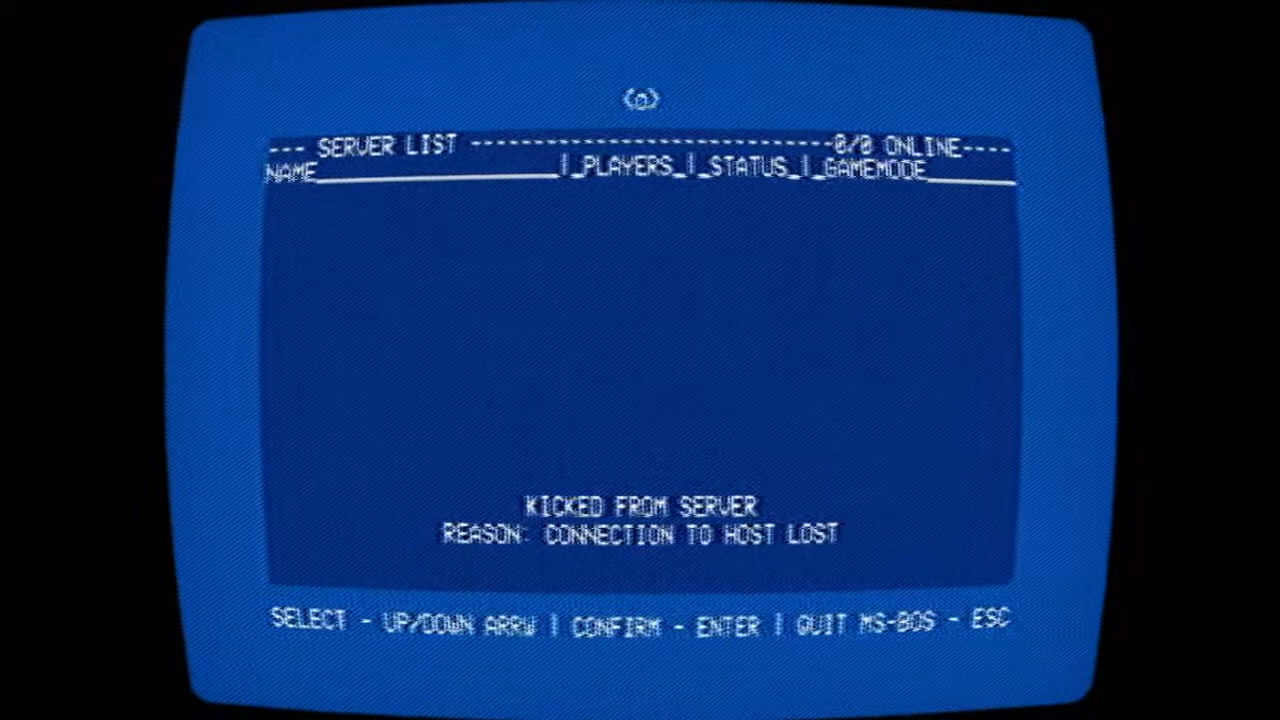 --- SERVER LIST -------------------------------0/0 ONLINE----
NAME____________________|_PLAYERS_|_STATUS_|_GAMEMODE_______
KICKED FROM SERVER
REASON: CONNECTION TO HOST LOST
SELECT - UP/DOWN ARRW | CONFIRM - ENTER | QUIT MS-BOS - ESC